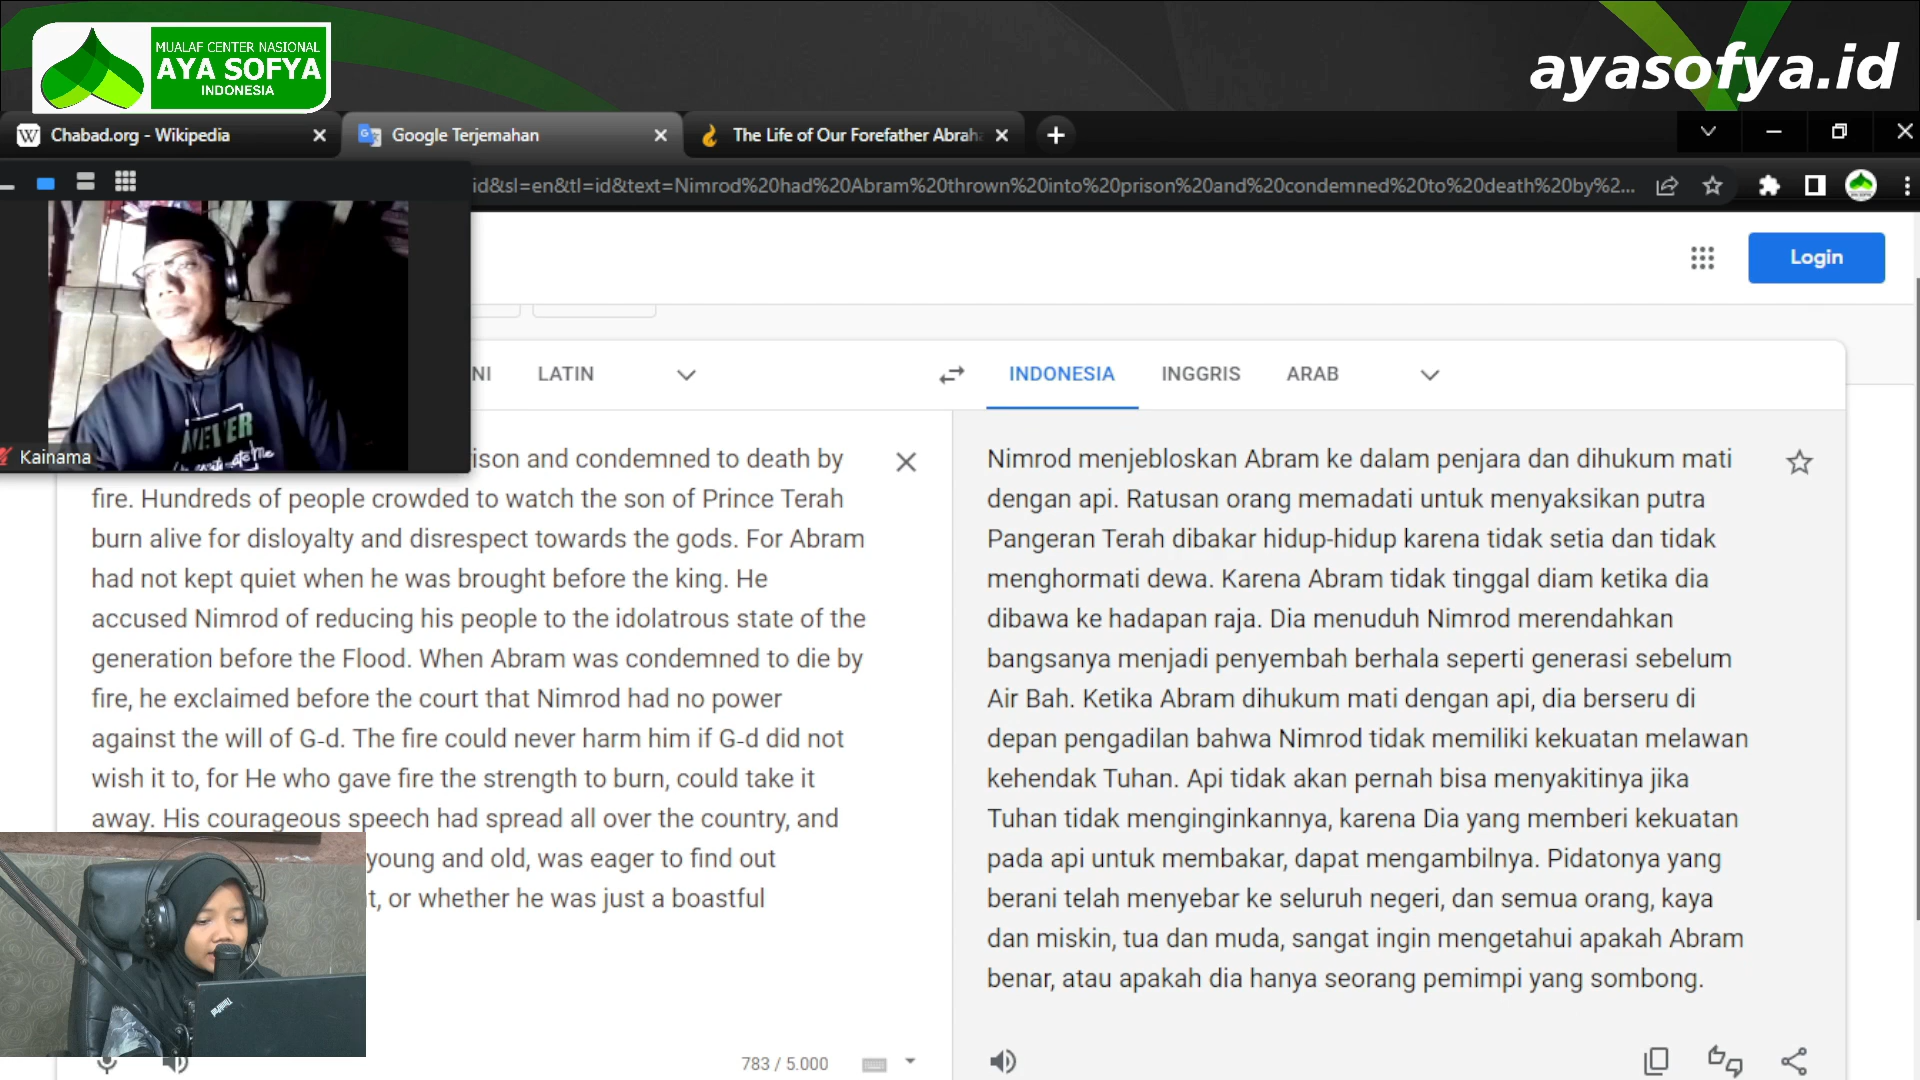 MUALAF CENTER NASIONAL
AYA SOFYA
INDONESIA
ayasofya.id
Chabad.org - Wikipedia
Google Terjemahan
The Life of Our Forefather Abrah
id&sl=en&tl=id&text=Nimrod%20had%20Abram%20thrown%20into%20prison%20and%20condemned%20to%20death%20by%2...
Login
NI
LATIN
INDONESIA
INGGRIS
ARAB
NEVER
Kainama
ison and condemned to death by
fire. Hundreds of people crowded to watch the son of Prince Terah
burn alive for disloyalty and disrespect towards the gods. For Abram
had not kept quiet when he was brought before the king. He
accused Nimrod of reducing his people to the idolatrous state of the
generation before the Flood. When Abram was condemned to die by
fire, he exclaimed before the court that Nimrod had no power
against the will of G-d. The fire could never harm him if G-d did not
wish it to, for He who gave fire the strength to burn, could take it
away. His courageous speech had spread all over the country, and
young and old, was eager to find out
t, or whether he was just a boastful
783 / 5.000
Nimrod menjebloskan Abram ke dalam penjara dan dihukum mati
dengan api. Ratusan orang memadati untuk menyaksikan putra
Pangeran Terah dibakar hidup-hidup karena tidak setia dan tidak
menghormati dewa. Karena Abram tidak tinggal diam ketika dia
dibawa ke hadapan raja. Dia menuduh Nimrod merendahkan
bangsanya menjadi penyembah berhala seperti generasi sebelum
Air Bah. Ketika Abram dihukum mati dengan api, dia berseru di
depan pengadilan bahwa Nimrod tidak memiliki kekuatan melawan
kehendak Tuhan. Api tidak akan pernah bisa menyakitinya jika
Tuhan tidak menginginkannya, karena Dia yang memberi kekuatan
pada api untuk membakar, dapat mengambilnya. Pidatonya yang
berani telah menyebar ke seluruh negeri, dan semua orang, kaya
dan miskin, tua dan muda, sangat ingin mengetahui apakah Abram
benar, atau apakah dia hanya seorang pemimpi yang sombong.
ThinkPad